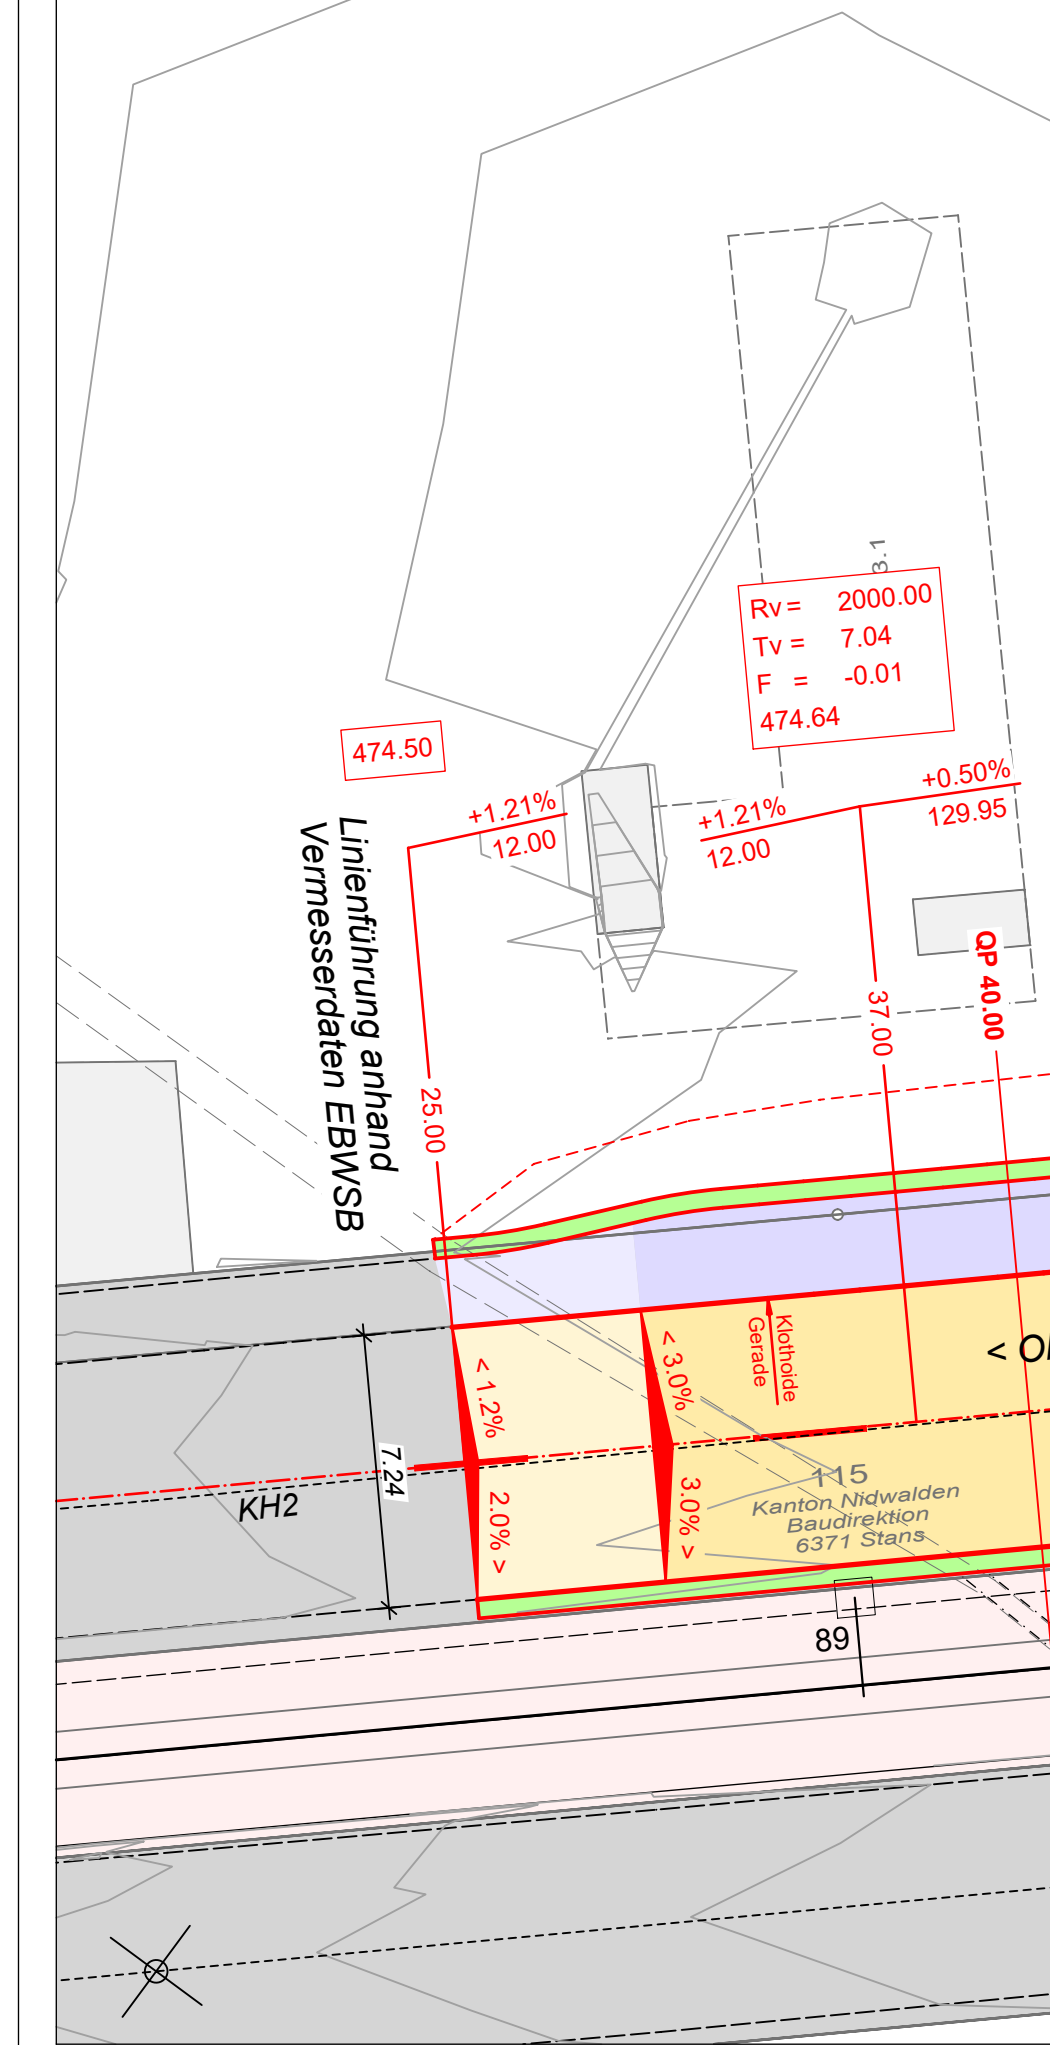 3.1
Rv = 2000.00
Tv = 7.04
F = -0.01
474.64
474.50
+1.21%
12.00
+1.21%
12.00
+0.50%
129.95
Linienführung anhand
Vermesserdaten EBWSB
25.00
37.00
QP 40.00
< 1.2%
2.0% >
< 3.0%
3.0% >
Klothoide
Gerade
7.24
KH2
115
Kanton Nidwalden
Baudirektion
6371 Stans
89